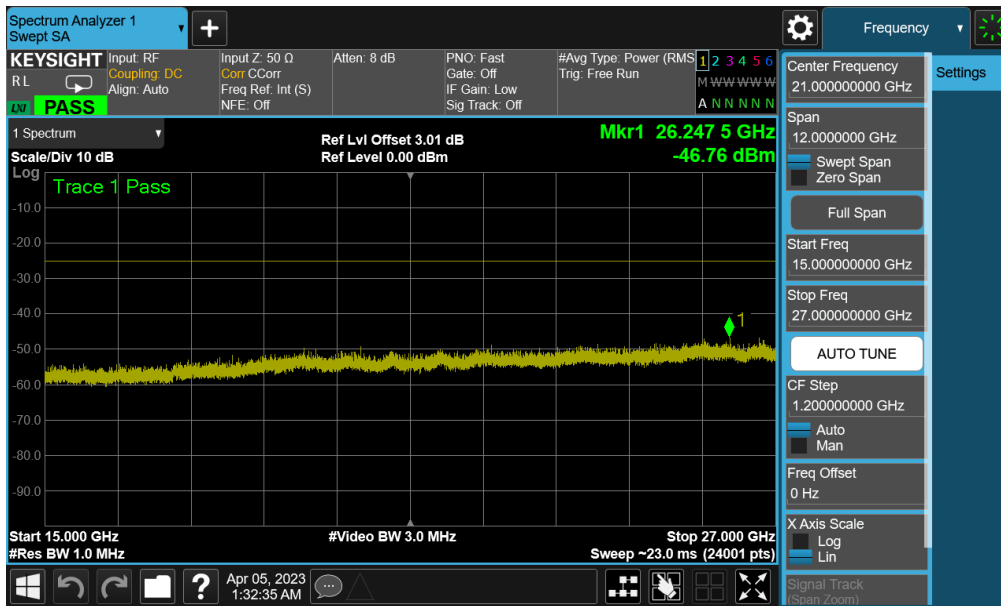 Spectrum Analyzer 1
Swept SA
+
Frequency
KEYSIGHT
R L
LXI
PASS
Input: RF
Coupling: DC
Align: Auto
Input Z: 50 Ω
Corr CCorr
Freq Ref: Int (S)
NFE: Off
Atten: 8 dB
PNO: Fast
Gate: Off
IF Gain: Low
Sig Track: Off
#Avg Type: Power (RMS
Trig: Free Run
1 2 3 4 5 6
M W W W W W
A N N N N N
1 Spectrum
Scale/Div 10 dB
Ref Lvl Offset 3.01 dB
Ref Level 0.00 dBm
Mkr1 26.247 5 GHz
-46.76 dBm
Log
Trace 1 Pass
-10.0
-20.0
-30.0
-40.0
1
-50.0
-60.0
-70.0
-80.0
-90.0
Start 15.000 GHz
#Video BW 3.0 MHz
Stop 27.000 GHz
#Res BW 1.0 MHz
Sweep ~23.0 ms (24001 pts)
Center Frequency
21.000000000 GHz
Settings
Span
12.0000000 GHz
Swept Span
Zero Span
Full Span
Start Freq
15.000000000 GHz
Stop Freq
27.000000000 GHz
AUTO TUNE
CF Step
1.200000000 GHz
Auto
Man
Freq Offset
0 Hz
X Axis Scale
Log
Lin
Signal Track
(Span Zoom)
?
Apr 05, 2023
1:32:35 AM